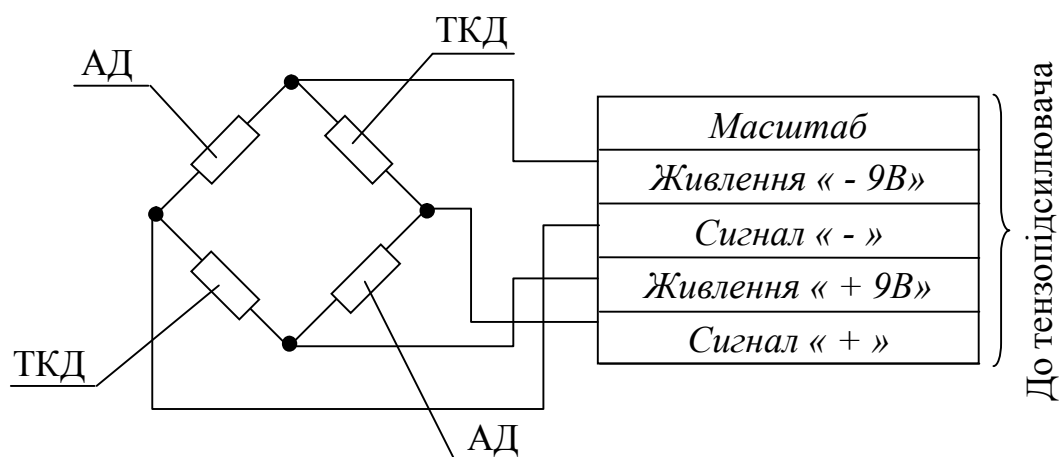 ТКД
АД
Масштаб
Живлення « - 9В»
Сигнал « - »
Живлення « + 9В»
Сигнал « + »
ТКД
АД
До тензопідсилювача